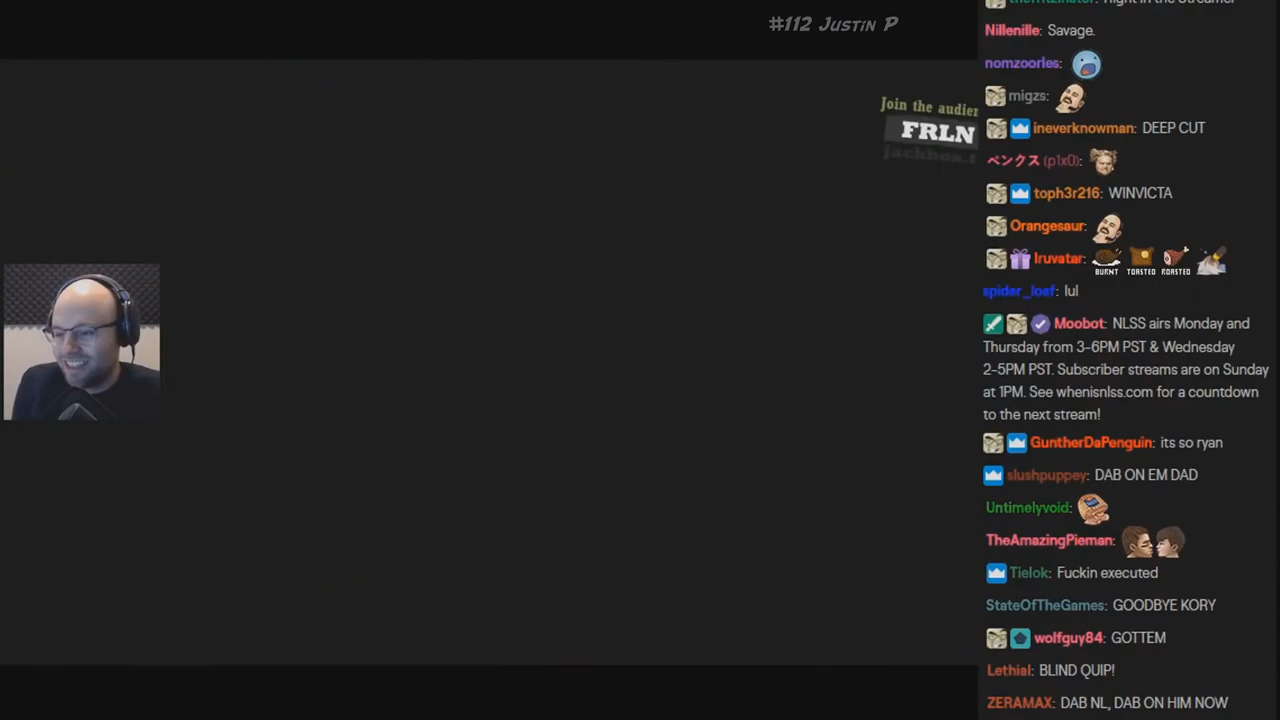 #112 Justin P
Join the audien
FRLN
jackbox.t
Nillenille: Savage.
nomzoorles:
migzs:
ineverknowman: DEEP CUT
ペンクス (p1x0):
toph3r216: WINVICTA
Orangesaur:
Iruvatar:
BURNT TOASTED ROASTED
spider_loaf: lul
Moobot: NLSS airs Monday and
Thursday from 3-6PM PST & Wednesday
2-5PM PST. Subscriber streams are on Sunday
at 1PM. See whenisnlss.com for a countdown
to the next stream!
GuntherDaPenguin: its so ryan
slushpuppey: DAB ON EM DAD
Untimelyvoid:
TheAmazingPieman:
Tielok: Fuckin executed
StateOfTheGames: GOODBYE KORY
wolfguy84: GOTTEM
Lethial: BLIND QUIP!
ZERAMAX: DAB NL, DAB ON HIM NOW